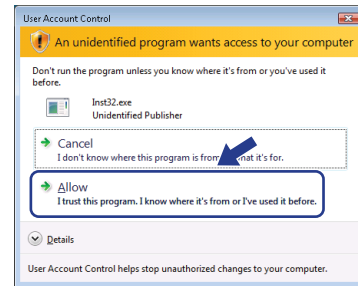 User Account Control
An unidentified program wants access to your computer
Don't run the program unless you know where it's from or you've used it
before.
Inst32.exe
Unidentified Publisher
Cancel
I don't know where this program is from it's for.
Allow
I trust this program. I know where it's from or I've used it before.
Details
User Account Control helps stop unauthorized changes to your computer.